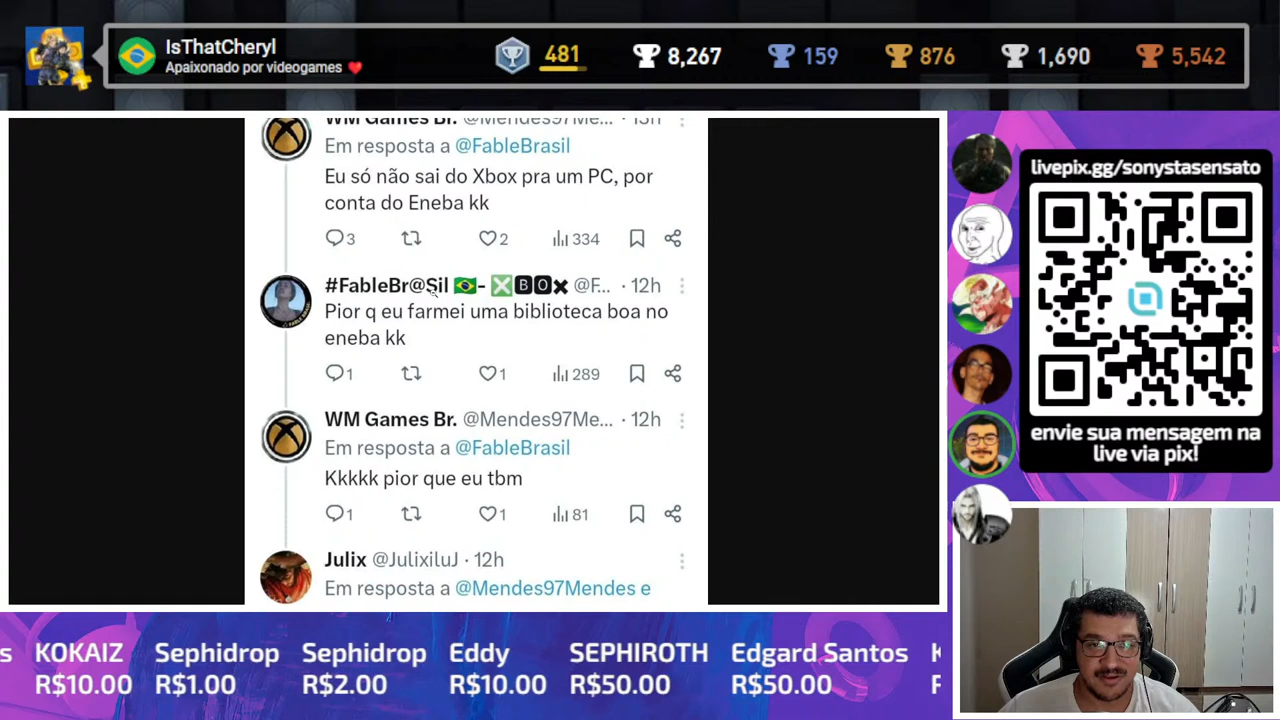 IsThatCheryl
Apaixonado por videogames ❤
481
8,267
159
876
1,690
5,542
WM Games Br. @Mendes97Me... · 13h
Em resposta a @FableBrasil
Eu só não sai do Xbox pra um PC, por
conta do Eneba kk
3 2 334
#FableBr@Sil 🇧🇷- ❎🅱🅾✖ @F... · 12h
Pior q eu farmei uma biblioteca boa no
eneba kk
1 1 289
WM Games Br. @Mendes97Me... · 12h
Em resposta a @FableBrasil
Kkkkk pior que eu tbm
1 1 81
Julix @JulixiluJ · 12h
Em resposta a @Mendes97Mendes e
livepix.gg/sonystasensato
envie sua mensagem na
live via pix!
s KOKAIZ Sephidrop Sephidrop Eddy SEPHIROTH Edgard Santos K
R$10.00 R$1.00 R$2.00 R$10.00 R$50.00 R$50.00 R